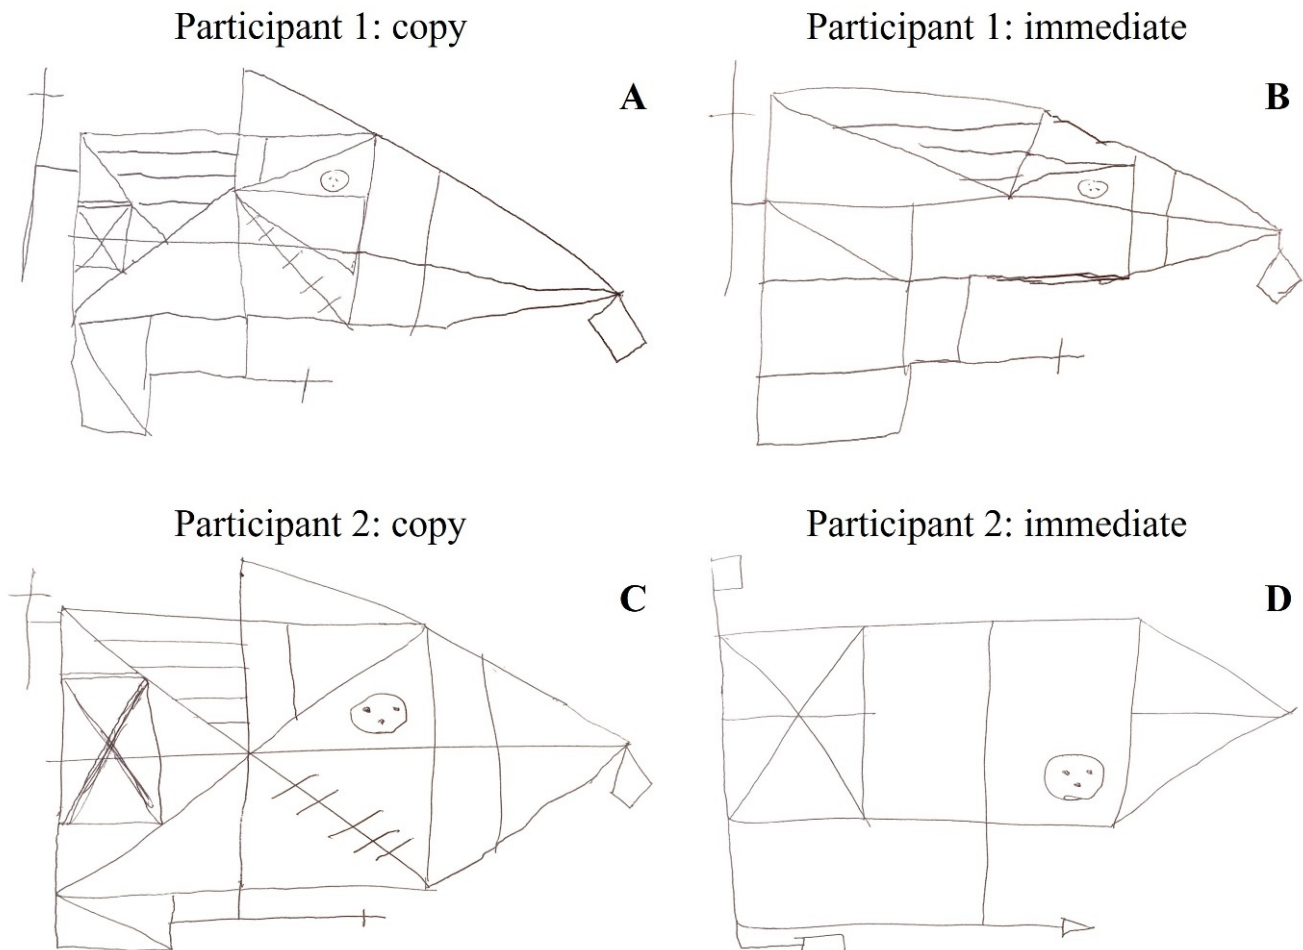 Participant 1: copy
Participant 1: immediate
A
B
Participant 2: copy
Participant 2: immediate
C
D